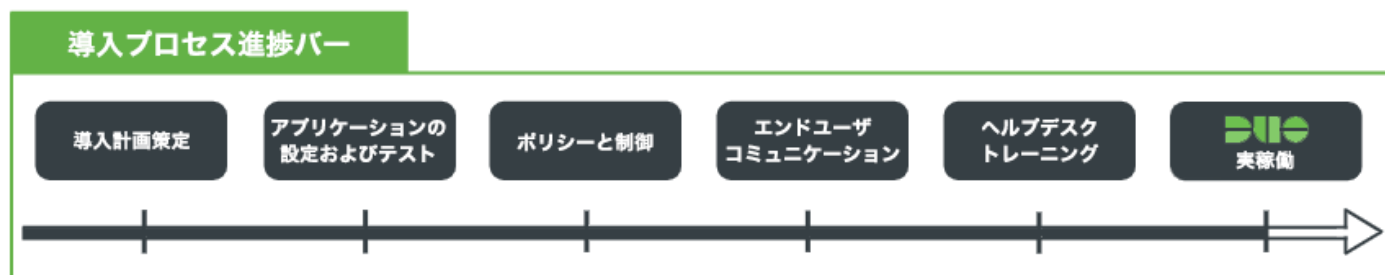 導入プロセス進捗バー
導入計画策定
アプリケーションの
設定およびテスト
ポリシーと制御
エンドユーザ
コミュニケーション
ヘルプデスク
トレーニング
DUO
実稼働